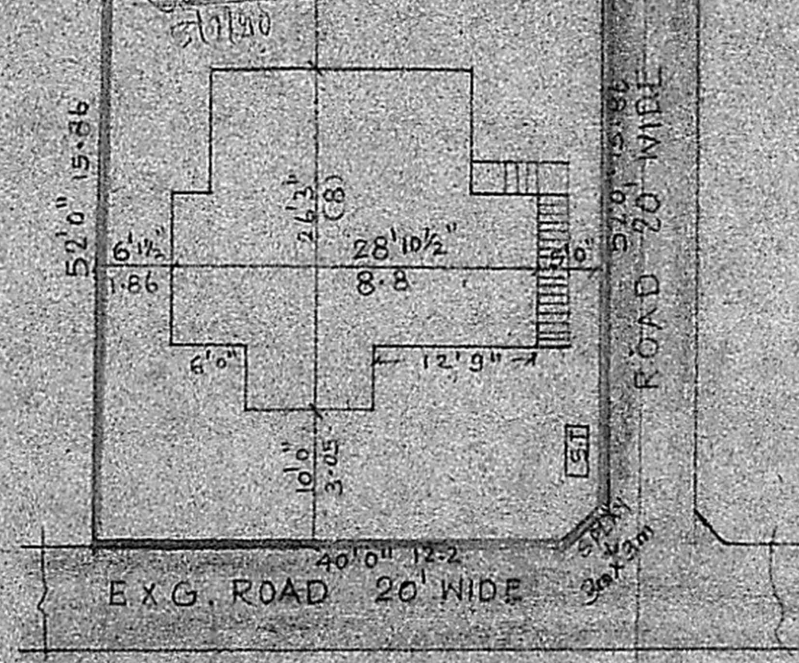 52'0" 15.86
26'3"
(8)
6'1½"
1.86
28'10½"
8.8
52'0" 15.86
ROAD 20' WIDE
6'0"
12'9"
10'0"
3.05
S.T
SPLAY
3m X 3m
40'0" 12.2
EXG. ROAD 20' WIDE